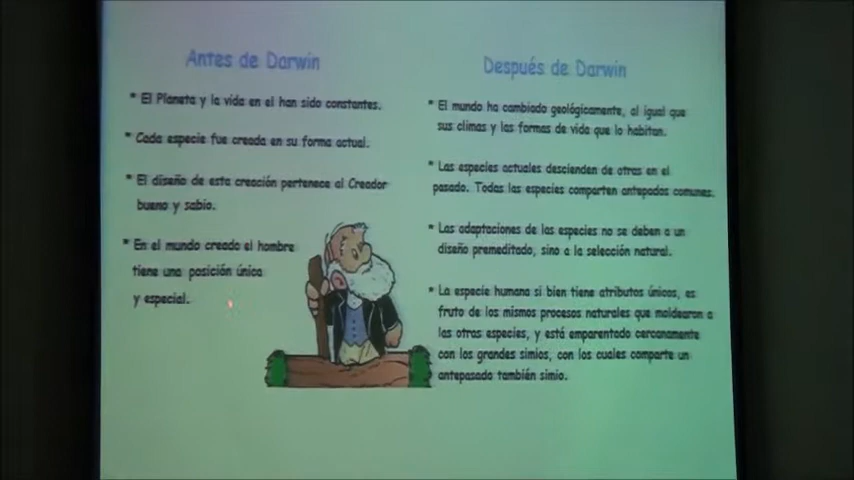 Antes de Darwin
* El Planeta y la vida en el han sido constantes.
* Cada especie fue creada en su forma actual.
* El diseño de esta creación pertenece al Creador
bueno y sabio.
* En el mundo creado el hombre
tiene una posición única
y especial.
Después de Darwin
* El mundo ha cambiado geológicamente, al igual que
sus climas y las formas de vida que lo habitan.
* Las especies actuales descienden de otras en el
pasado. Todas las especies comparten antepados comunes.
* Las adaptaciones de las especies no se deben a un
diseño premeditado, sino a la selección natural.
* La especie humana si bien tiene atributos únicos, es
fruto de los mismos procesos naturales que moldearon a
las otras especies, y está emparentado cercanamente
con los grandes simios, con los cuales comparte un
antepasado también simio.